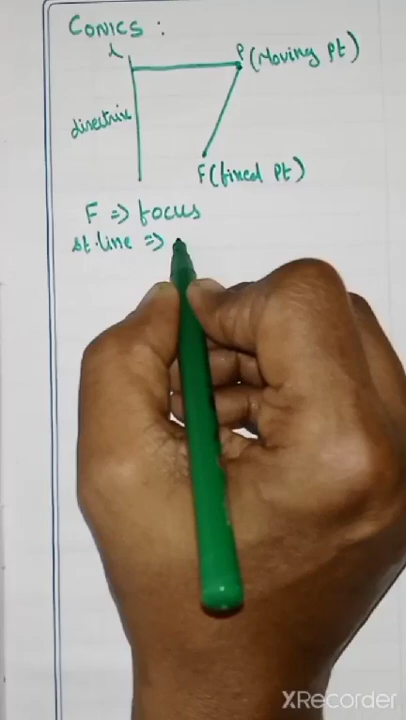 CONICS :
l
P (Moving Pt)
directrix
F (fixed Pt)
F => focus
st. line =>
XRecorder